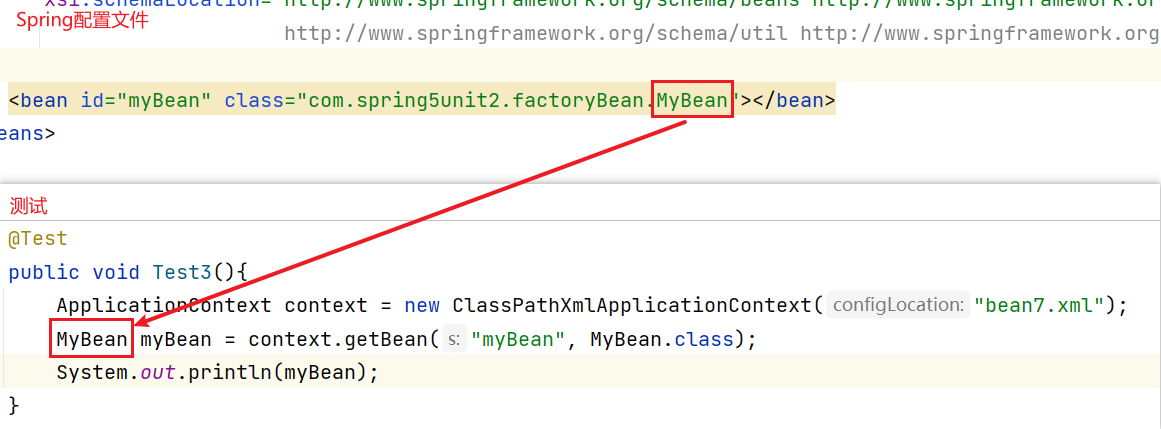 xsi:schemaLocation="http://www.springframework.org/schema/beans http://www.springframework.or
Spring配置文件
http://www.springframework.org/schema/util http://www.springframework.org
<bean id="myBean" class="com.spring5unit2.factoryBean.MyBean"></bean>
eans>
测试
@Test
public void Test3(){
ApplicationContext context = new ClassPathXmlApplicationContext( configLocation: "bean7.xml");
MyBean myBean = context.getBean( s: "myBean", MyBean.class);
System.out.println(myBean);
}